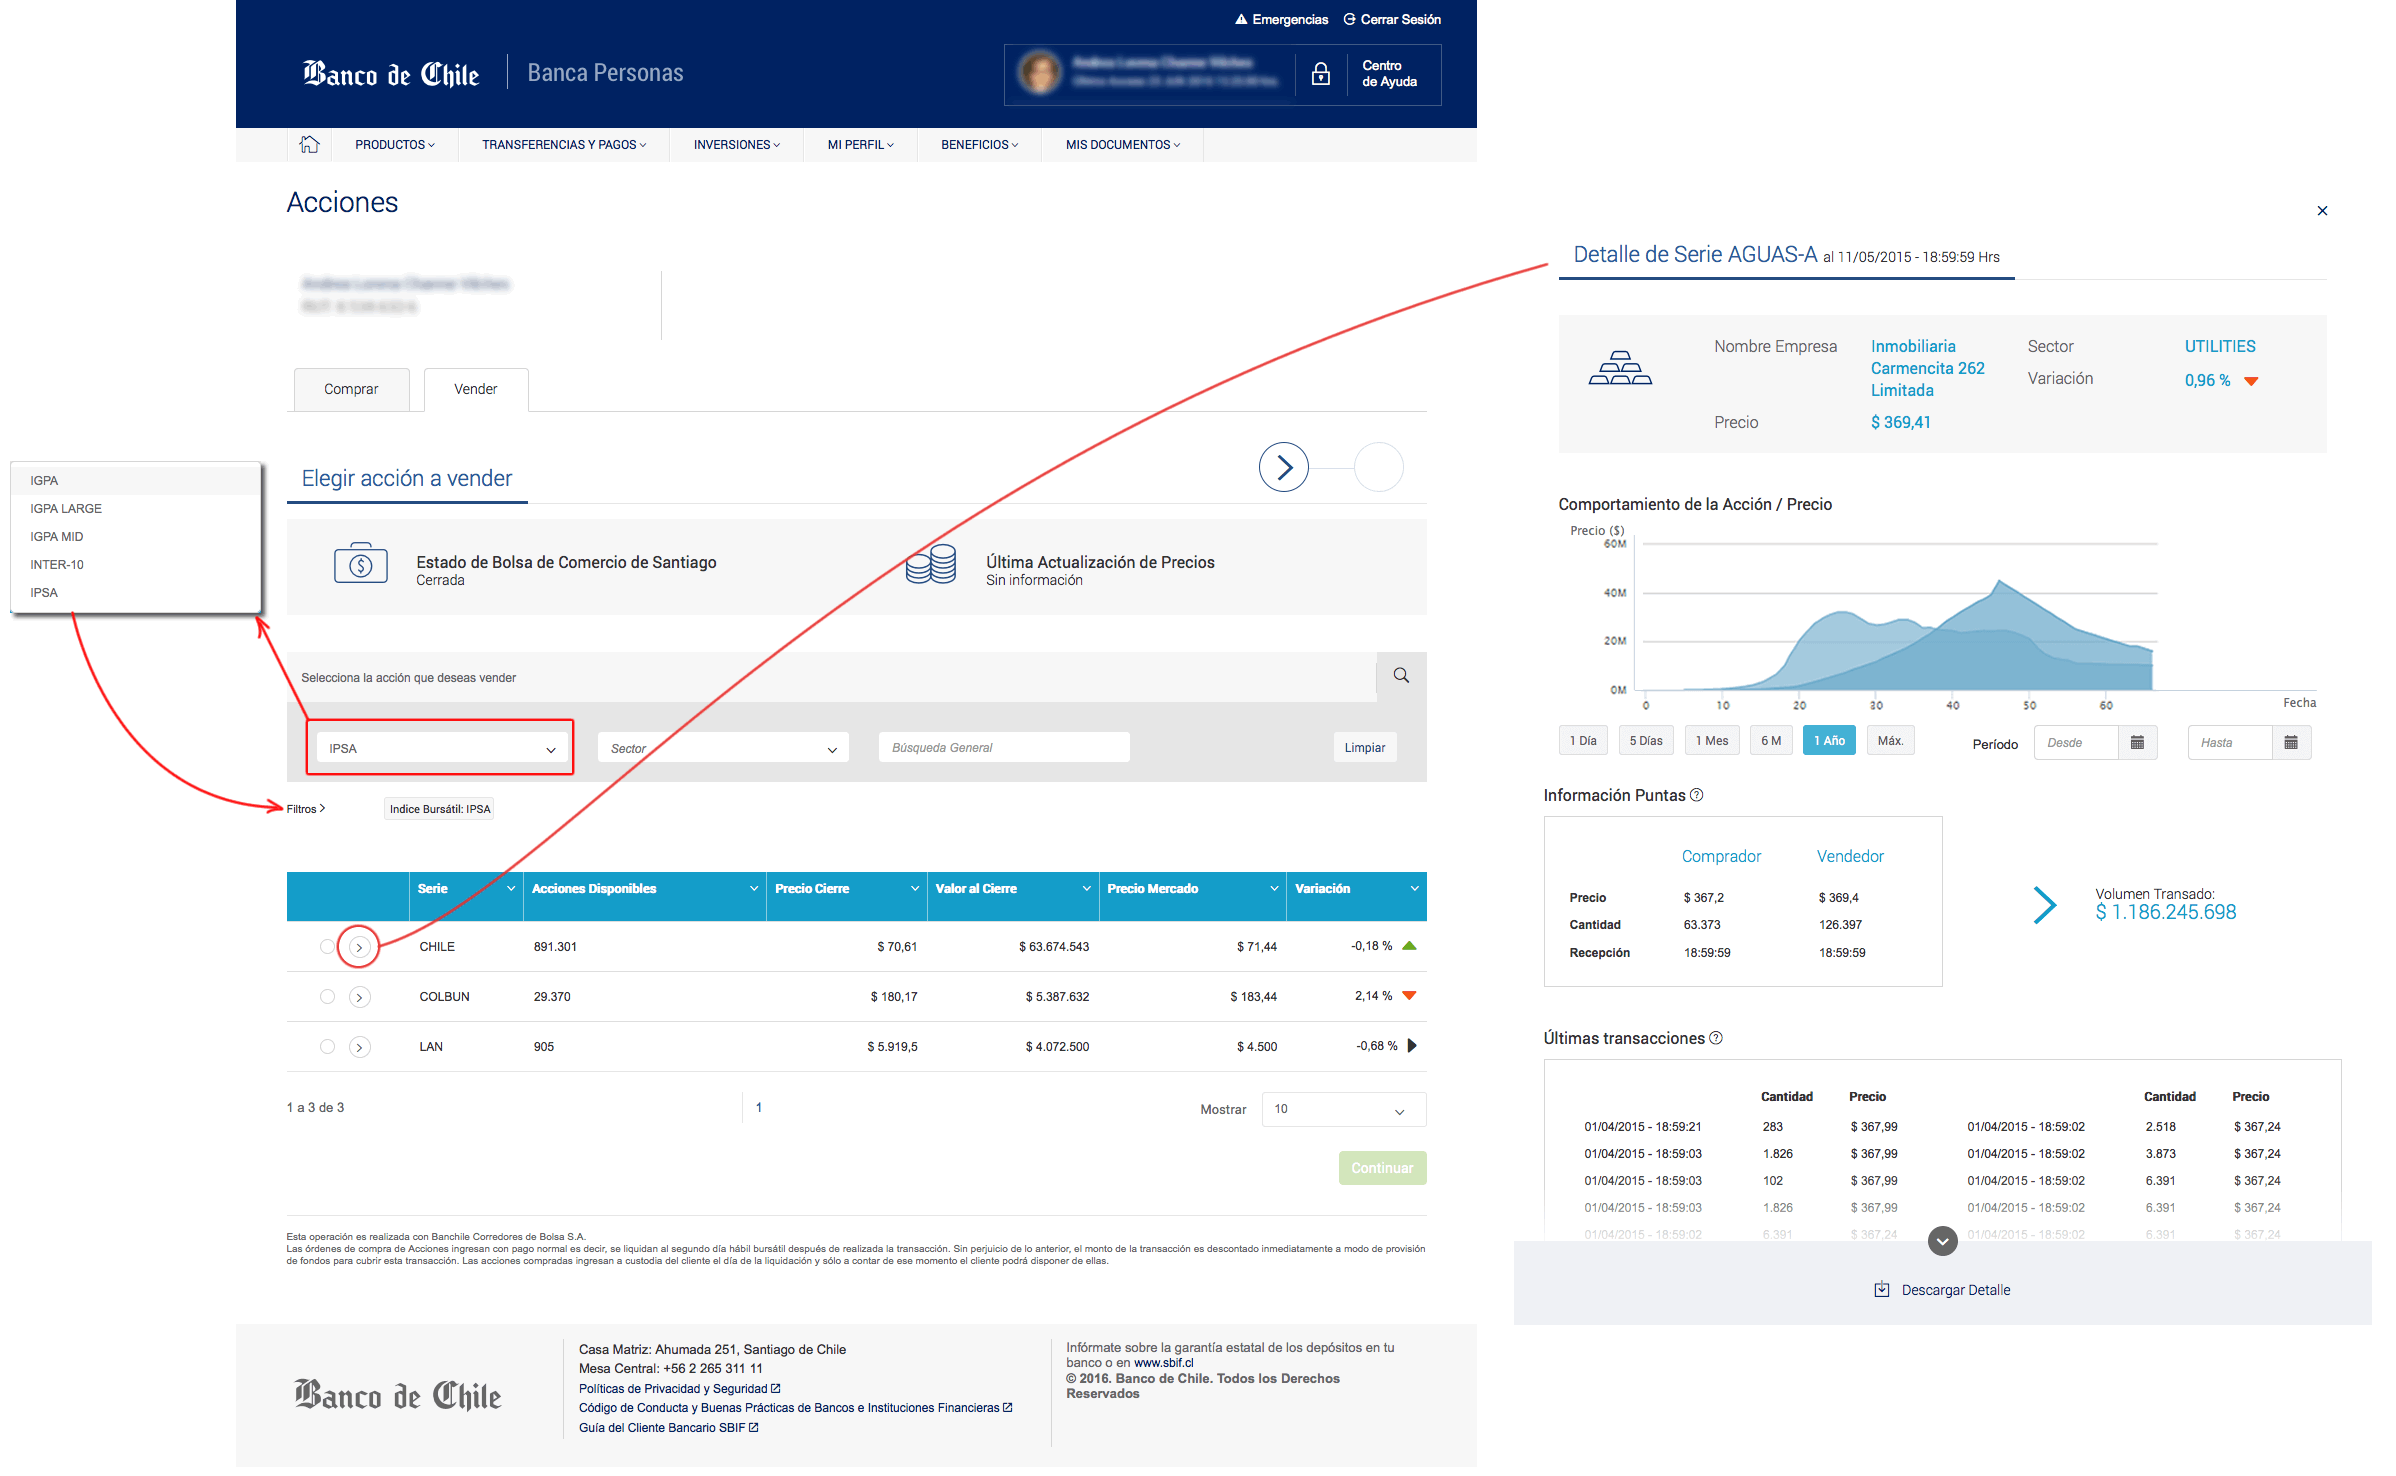 Emergencias
Cerrar Sesión
Banco de Chile
Banca Personas
Centro
de Ayuda
PRODUCTOS
TRANSFERENCIAS Y PAGOS
INVERSIONES
MI PERFIL
BENEFICIOS
MIS DOCUMENTOS
Acciones
Comprar
Vender
Elegir acción a vender
Estado de Bolsa de Comercio de Santiago
Cerrada
Última Actualización de Precios
Sin información
IGPA
IGPA LARGE
IGPA MID
INTER-10
IPSA
Selecciona la acción que deseas vender
IPSA
Sector
Búsqueda General
Limpiar
Filtros
Indice Bursátil: IPSA
Serie Acciones Disponibles Precio Cierre Valor al Cierre Precio Mercado Variación
CHILE 891.301 $ 70,61 $ 63.674.543 $ 71,44 -0,18 %
COLBUN 29.370 $ 180,17 $ 5.387.632 $ 183,44 2,14 %
LAN 905 $ 5.919,5 $ 4.072.500 $ 4.500 -0,68 %
1 a 3 de 3
1
Mostrar
10
Continuar
Esta operación es realizada con Banchile Corredores de Bolsa S.A.
Las órdenes de compra de Acciones ingresan con pago normal es decir, se liquidan al segundo día hábil bursátil después de realizada la transacción. Sin perjuicio de lo anterior, el monto de la transacción es descontado inmediatamente a modo de provisión
de fondos para cubrir esta transacción. Las acciones compradas ingresan a custodia del cliente el día de la liquidación y sólo a contar de ese momento el cliente podrá disponer de ellas.
Banco de Chile
Casa Matriz: Ahumada 251, Santiago de Chile
Mesa Central: +56 2 265 311 11
Políticas de Privacidad y Seguridad
Código de Conducta y Buenas Prácticas de Bancos e Instituciones Financieras
Guía del Cliente Bancario SBIF
Infórmate sobre la garantía estatal de los depósitos en tu
banco o en www.sbif.cl
© 2016. Banco de Chile. Todos los Derechos
Reservados
Detalle de Serie AGUAS-A al 11/05/2015 - 18:59:59 Hrs
Nombre Empresa
Inmobiliaria
Carmencita 262
Limitada
Sector
UTILITIES
Variación
0,96 %
Precio
$ 369,41
Comportamiento de la Acción / Precio
Precio ($)
60M
40M
20M
0M
0 10 20 30 40 50 60
Fecha
1 Día
5 Días
1 Mes
6 M
1 Año
Máx.
Período
Desde
Hasta
Información Puntas
Comprador Vendedor
Precio $ 367,2 $ 369,4
Cantidad 63.373 126.397
Recepción 18:59:59 18:59:59
Volumen Transado:
$ 1.186.245.698
Últimas transacciones
Cantidad Precio Cantidad Precio
01/04/2015 - 18:59:21 283 $ 367,99 01/04/2015 - 18:59:02 2.518 $ 367,24
01/04/2015 - 18:59:03 1.826 $ 367,99 01/04/2015 - 18:59:02 3.873 $ 367,24
01/04/2015 - 18:59:03 102 $ 367,99 01/04/2015 - 18:59:02 6.391 $ 367,24
01/04/2015 - 18:59:03 1.826 $ 367,99 01/04/2015 - 18:59:02 6.391 $ 367,24
01/04/2015 - 18:59:02 6.391 $ 367,24 01/04/2015 - 18:59:02 6.391 $ 367,24
Descargar Detalle